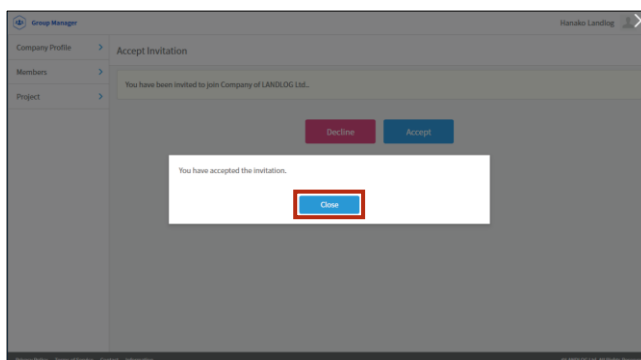 Group Manager
Hanako Landlog
Company Profile
Members
Project
Accept Invitation
You have been invited to join Company of LANDLOG Ltd..
Decline
Accept
You have accepted the invitation.
Close